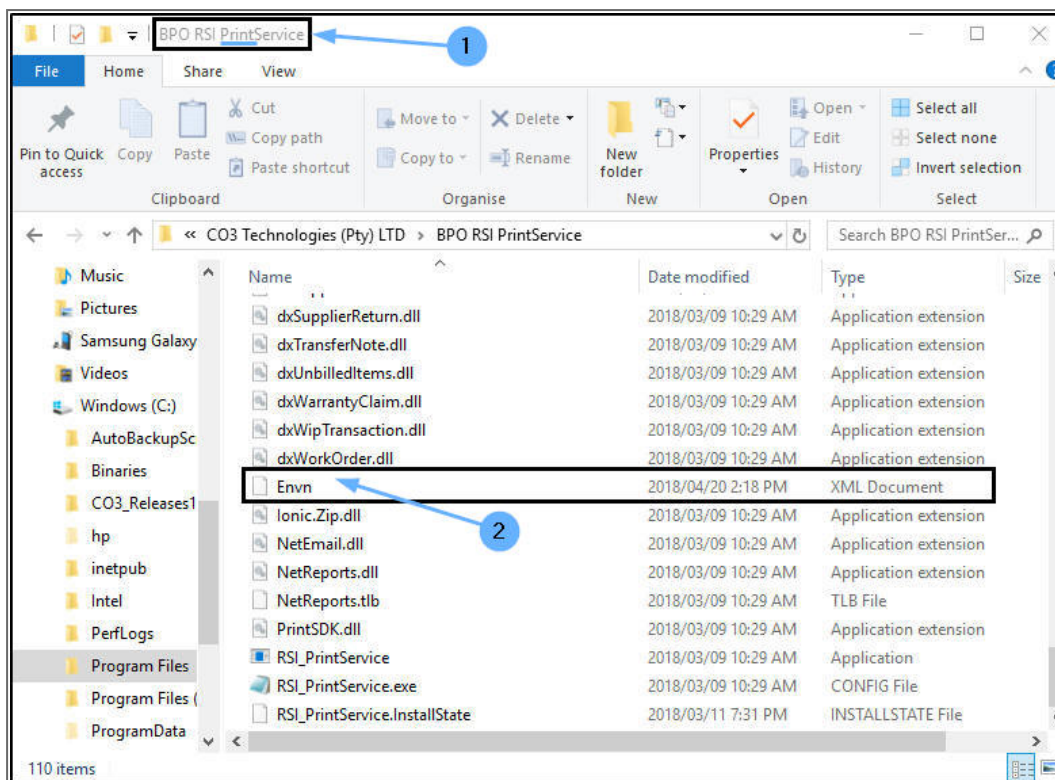 BPO RSI PrintService
1
File Home Share View
Pin to Quick access
Copy
Paste
Cut
Copy path
Paste shortcut
Clipboard
Move to
Copy to
Delete
Rename
Organise
New folder
New
Properties
Open
Edit
History
Open
Select all
Select none
Invert selection
Select
« CO3 Technologies (Pty) LTD > BPO RSI PrintService
Search BPO RSI PrintSer...
Music
Pictures
Samsung Galaxy
Videos
Windows (C:)
AutoBackupSc
Binaries
CO3_Releases1
hp
inetpub
Intel
PerfLogs
Program Files
Program Files (
ProgramData
Name Date modified Type Size
dxSupplierReturn.dll 2018/03/09 10:29 AM Application extension
dxTransferNote.dll 2018/03/09 10:29 AM Application extension
dxUnbilledItems.dll 2018/03/09 10:29 AM Application extension
dxWarrantyClaim.dll 2018/03/09 10:29 AM Application extension
dxWipTransaction.dll 2018/03/09 10:29 AM Application extension
dxWorkOrder.dll 2018/03/09 10:29 AM Application extension
Envn 2018/04/20 2:18 PM XML Document
Ionic.Zip.dll 2018/03/09 10:29 AM Application extension
2
NetEmail.dll 2018/03/09 10:29 AM Application extension
NetReports.dll 2018/03/09 10:29 AM Application extension
NetReports.tlb 2018/03/09 10:29 AM TLB File
PrintSDK.dll 2018/03/09 10:29 AM Application extension
RSI_PrintService 2018/03/09 10:29 AM Application
RSI_PrintService.exe 2018/03/09 10:29 AM CONFIG File
RSI_PrintService.InstallState 2018/03/11 7:31 PM INSTALLSTATE File
110 items